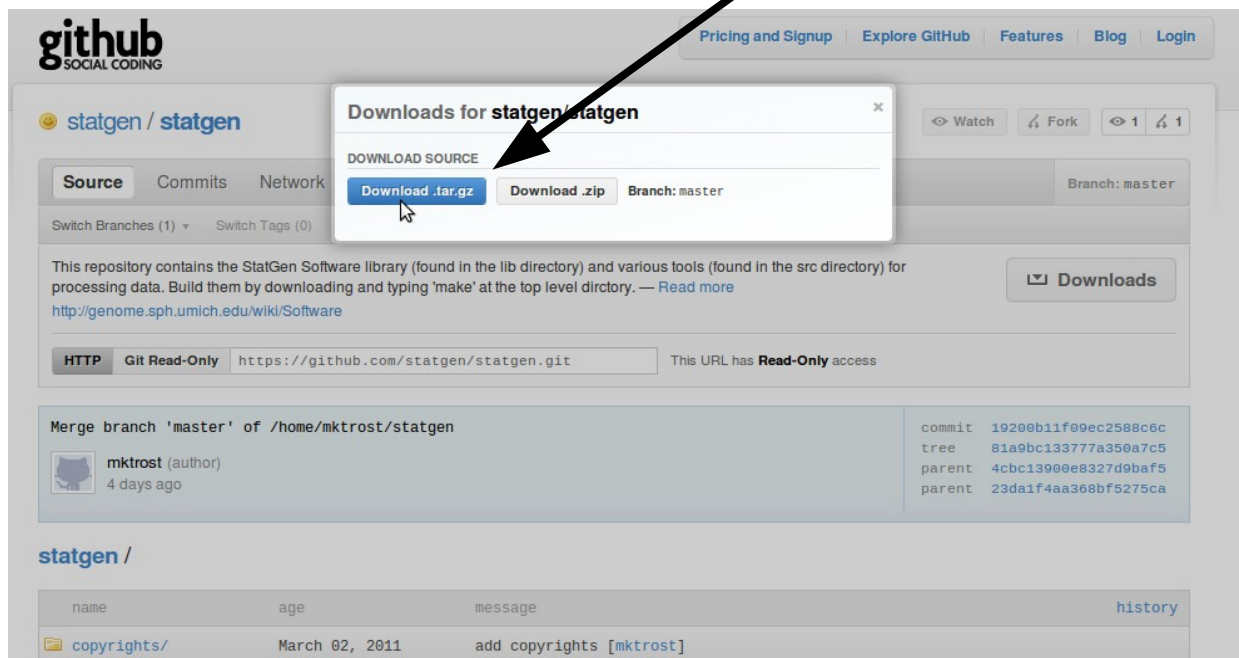 github
SOCIAL CODING
Pricing and Signup Explore GitHub Features Blog Login
statgen / statgen
Watch Fork 1 1
Downloads for statgen/statgen ×
DOWNLOAD SOURCE
Download .tar.gz Download .zip Branch: master
Source Commits Network
Branch: master
Switch Branches (1) Switch Tags (0)
This repository contains the StatGen Software library (found in the lib directory) and various tools (found in the src directory) for
processing data. Build them by downloading and typing 'make' at the top level dirctory. — Read more
http://genome.sph.umich.edu/wiki/Software
Downloads
HTTP Git Read-Only https://github.com/statgen/statgen.git This URL has Read-Only access
Merge branch 'master' of /home/mktrost/statgen
mktrost (author)
4 days ago
commit 19200b11f09ec2588c6c
tree 81a9bc133777a350a7c5
parent 4cbc13900e8327d9baf5
parent 23da1f4aa368bf5275ca
statgen /
name age message history
copyrights/ March 02, 2011 add copyrights [mktrost]